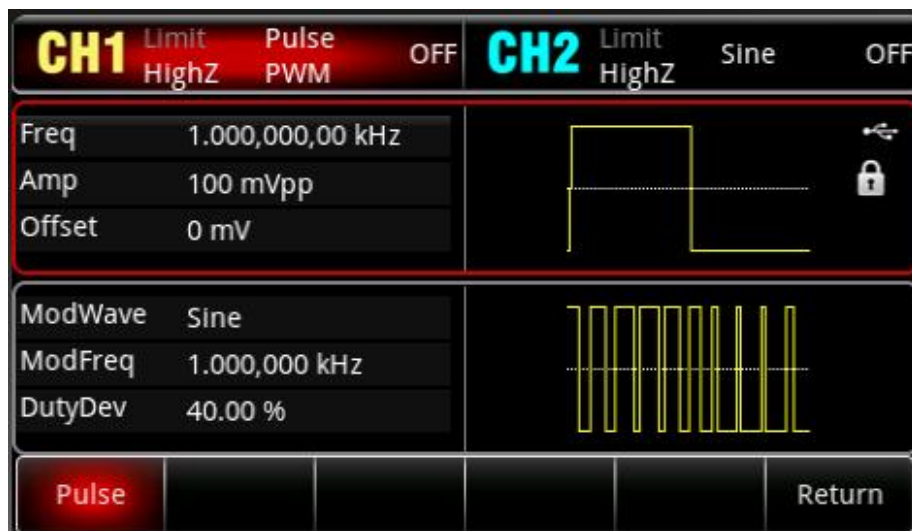 CH1 Limit Pulse OFF CH2 Limit Sine OFF
HighZ PWM HighZ
Freq 1.000,000,00 kHz
Amp 100 mVpp
Offset 0 mV
ModWave Sine
ModFreq 1.000,000 kHz
DutyDev 40.00 %
Pulse Return